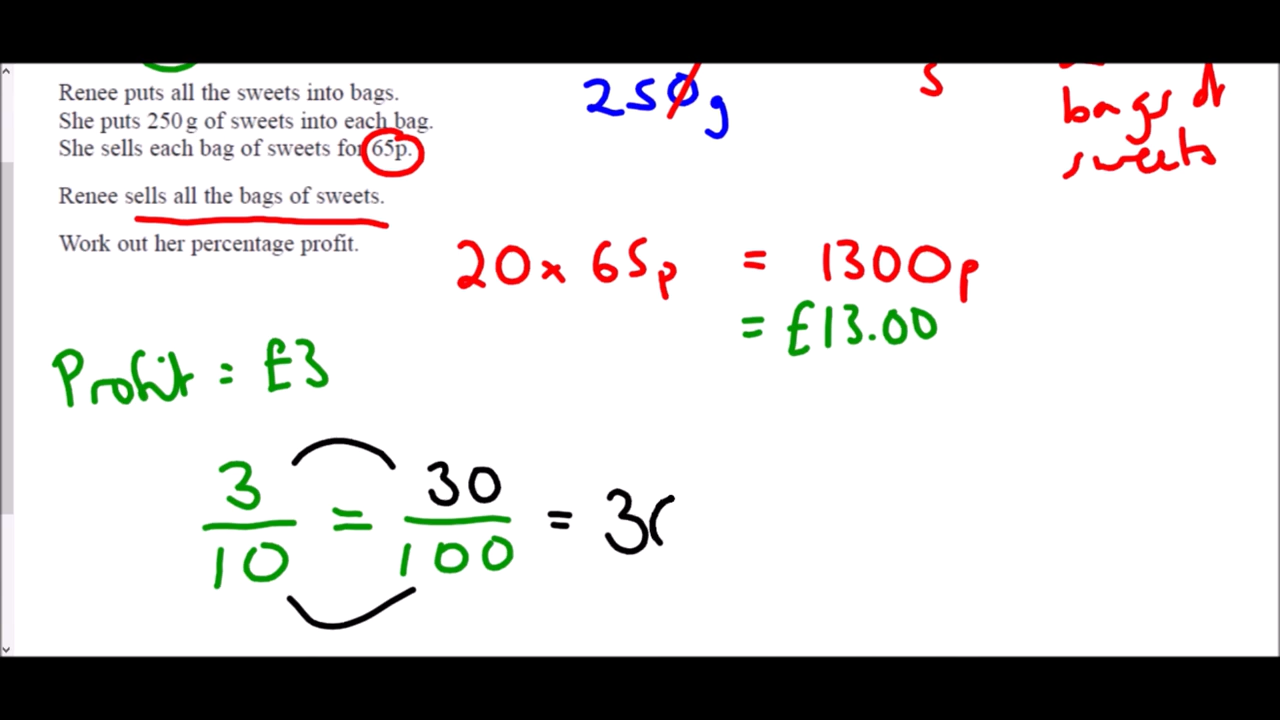 Renee puts all the sweets into bags.
She puts 250 g of sweets into each bag.
She sells each bag of sweets for 65p.
Renee sells all the bags of sweets.
Work out her percentage profit.
250g
5
bags of
sweets
20 x 65p = 1300p
= £13.00
Profit = £3
3/10 = 30/100 = 30